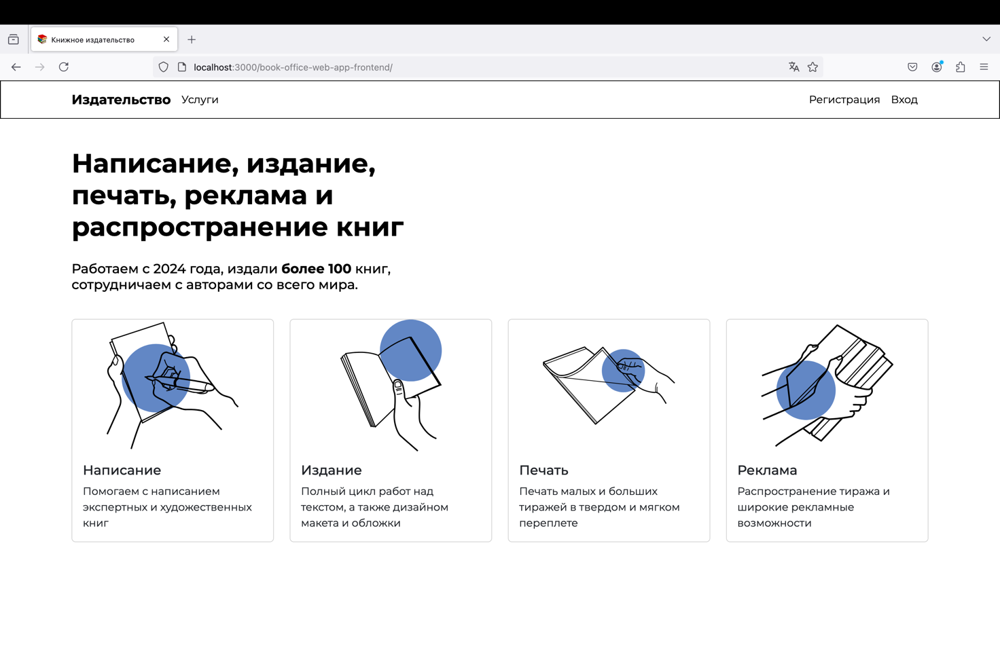 Книжное издательство
localhost:3000/book-office-web-app-frontend/
Издательство Услуги Регистрация Вход
Написание, издание,
печать, реклама и
распространение книг
Работаем с 2024 года, издали более 100 книг,
сотрудничаем с авторами со всего мира.
Написание
Помогаем с написанием
экспертных и художественных
книг
Издание
Полный цикл работ над
текстом, а также дизайном
макета и обложки
Печать
Печать малых и больших
тиражей в твердом и мягком
переплете
Реклама
Распространение тиража и
широкие рекламные
возможности